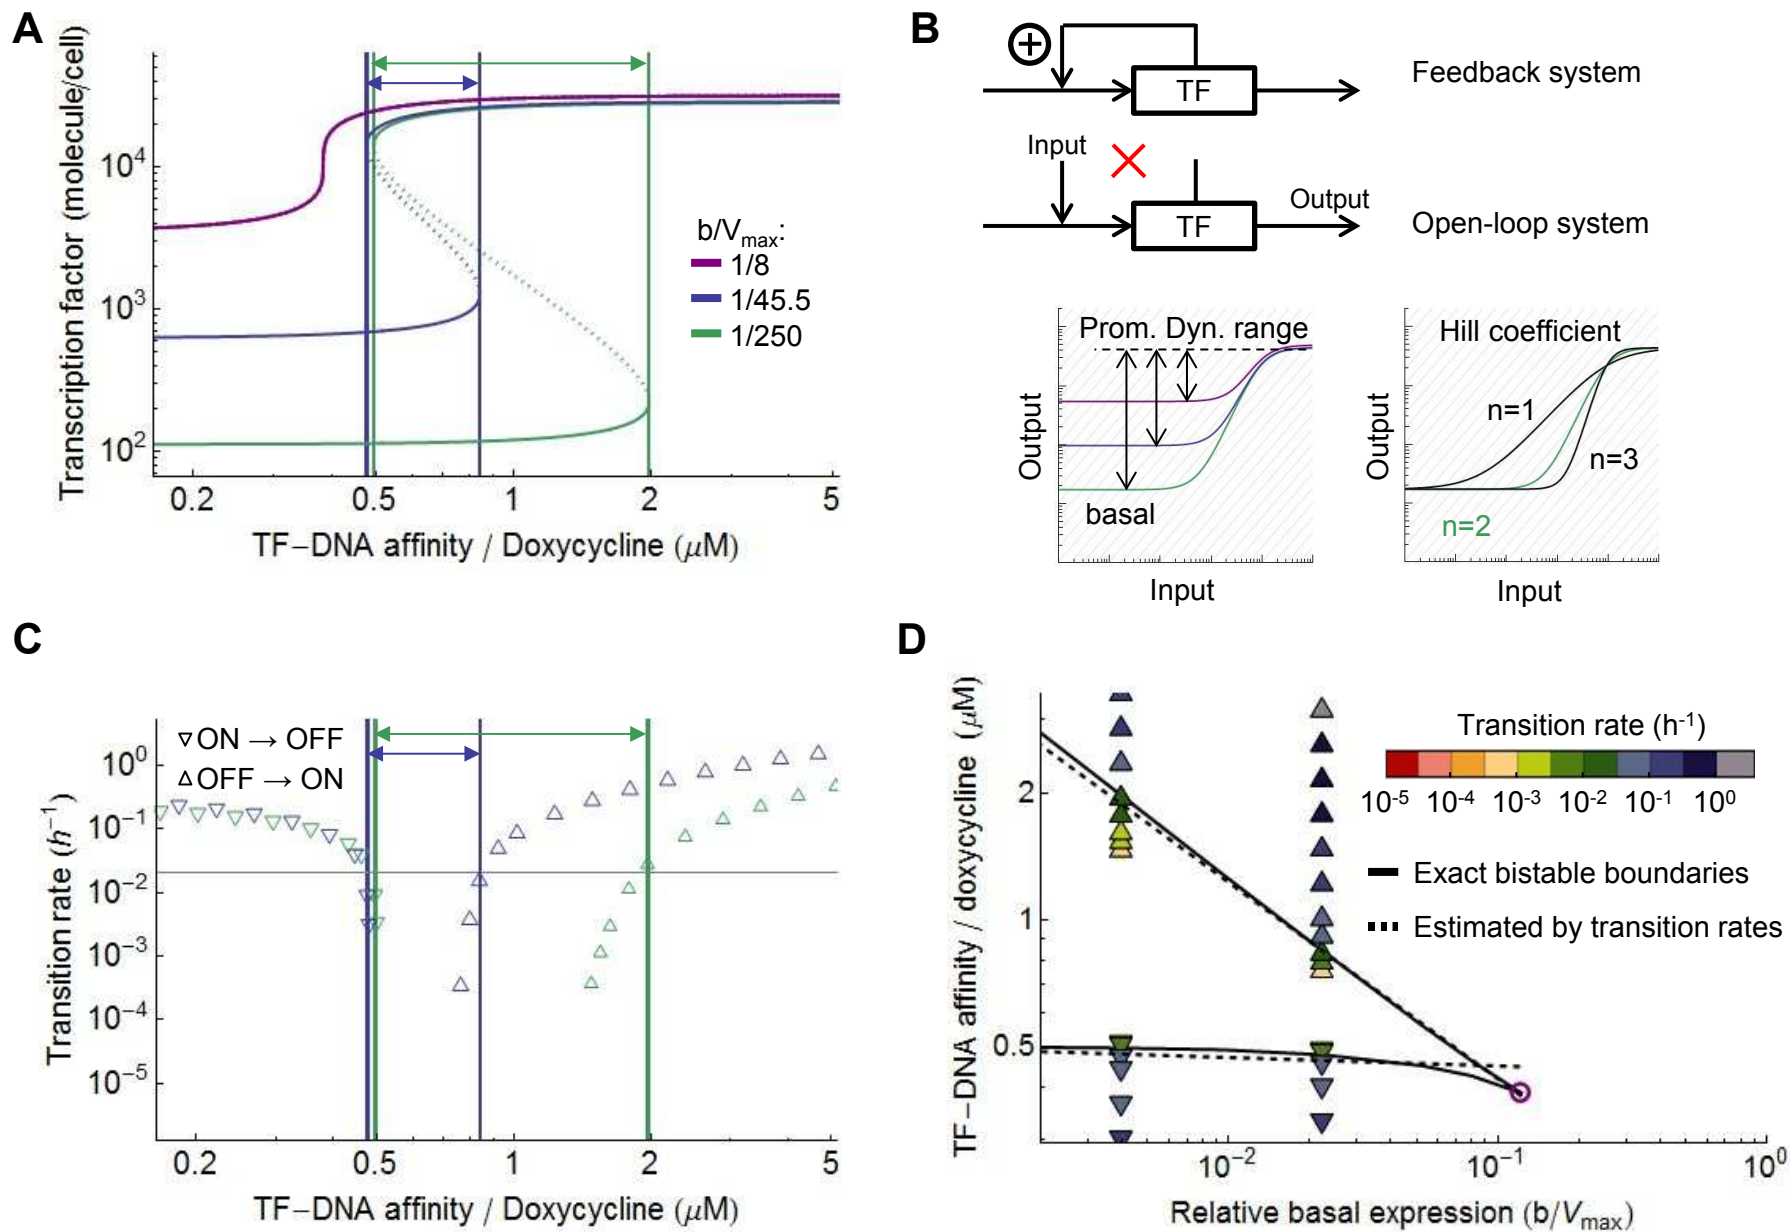 A
Transcription factor (molecule/cell)
10^4
10^3
10^2
0.2 0.5 1 2 5
TF−DNA affinity / Doxycycline (μM)
b/V_max:
1/8
1/45.5
1/250
B
+
TF
Feedback system
Input
TF
Output
Open-loop system
Prom. Dyn. range
basal
Output
Input
Hill coefficient
n=1
n=3
n=2
Output
Input
C
▿ON → OFF
▵OFF → ON
Transition rate (h^−1)
10^0
10^−1
10^−2
10^−3
10^−4
10^−5
0.2 0.5 1 2 5
TF−DNA affinity / Doxycycline (μM)
D
TF−DNA affinity / doxycycline (μM)
2
1
0.5
10^−2 10^−1 10^0
Relative basal expression (b/V_max)
Transition rate (h^-1)
10^-5 10^-4 10^-3 10^-2 10^-1 10^0
Exact bistable boundaries
Estimated by transition rates